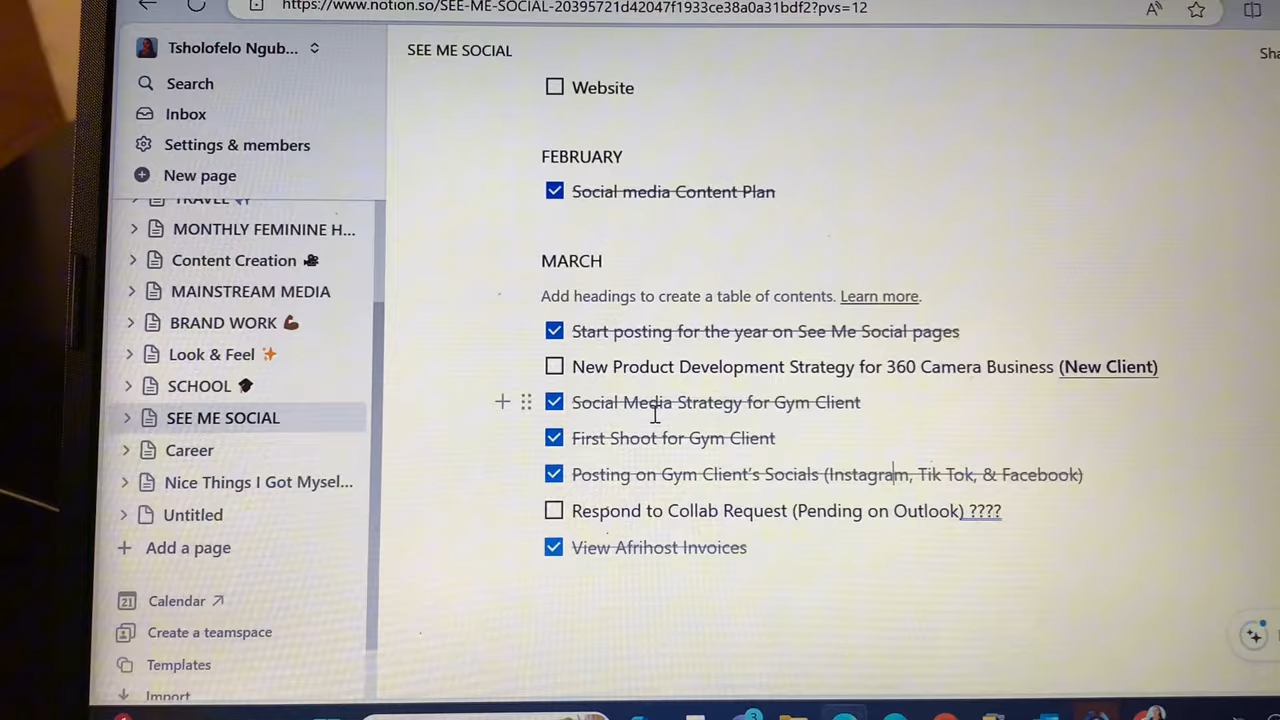 https://www.notion.so/SEE-ME-SOCIAL-20395721d42047f1933ce38a0a31bdf2?pvs=12
Tsholofelo Ngub...
Search
Inbox
Settings & members
New page
TRAVEL
MONTHLY FEMININE H...
Content Creation
MAINSTREAM MEDIA
BRAND WORK
Look & Feel
SCHOOL
SEE ME SOCIAL
Career
Nice Things I Got Mysel...
Untitled
Add a page
21
Calendar
Create a teamspace
Templates
Import
SEE ME SOCIAL
Website
FEBRUARY
Social media Content Plan
MARCH
Add headings to create a table of contents. Learn more.
Start posting for the year on See Me Social pages
New Product Development Strategy for 360 Camera Business (New Client)
Social Media Strategy for Gym Client
First Shoot for Gym Client
Posting on Gym Client's Socials (Instagram, Tik Tok, & Facebook)
Respond to Collab Request (Pending on Outlook) ????
View Afrihost Invoices